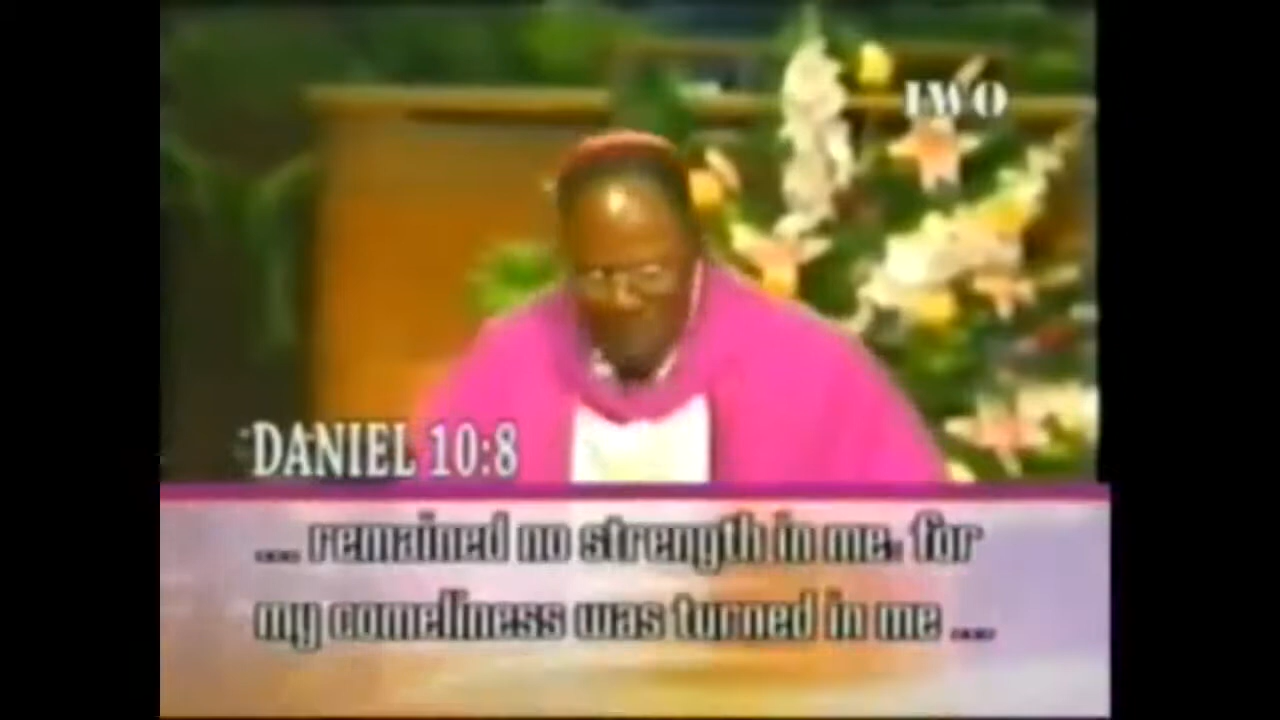 IWO
DANIEL 10:8
.... remained no strength in me. for
my comeliness was turned in me ....